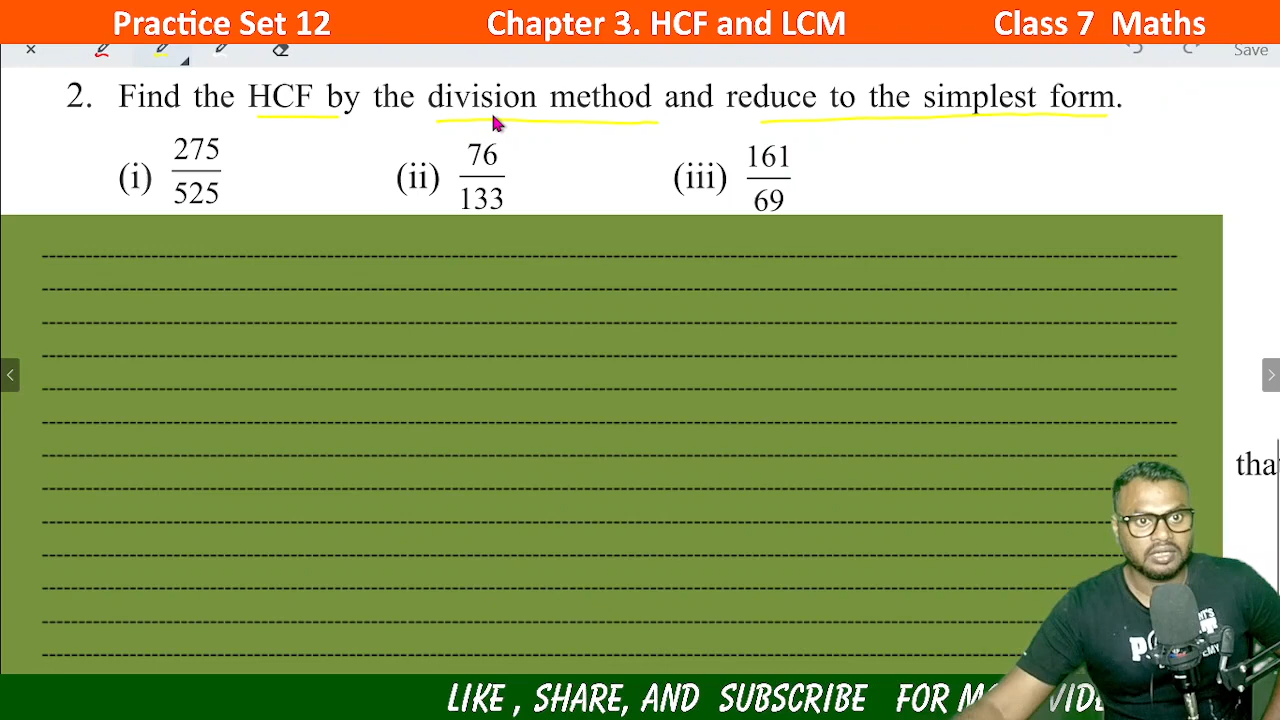 Practice Set 12 Chapter 3. HCF and LCM Class 7 Maths
Save
2. Find the HCF by the division method and reduce to the simplest form.
(i) 275/525 (ii) 76/133 (iii) 161/69
LIKE , SHARE, AND SUBSCRIBE FOR